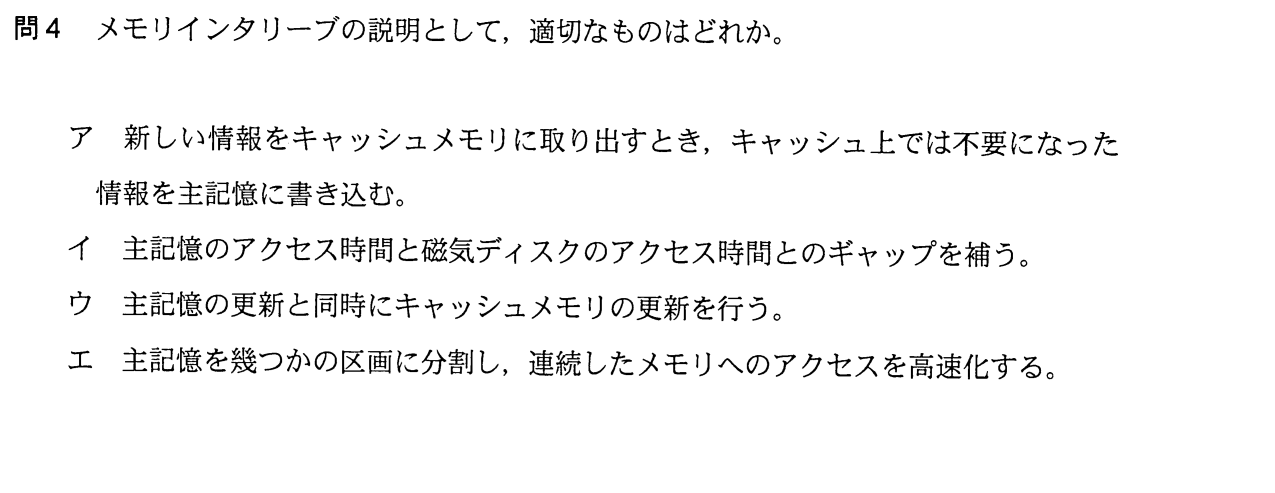 問4 メモリインタリーブの説明として，適切なものはどれか。
ア 新しい情報をキャッシュメモリに取り出すとき，キャッシュ上では不要になった
情報を主記憶に書き込む。
イ 主記憶のアクセス時間と磁気ディスクのアクセス時間とのギャップを補う。
ウ 主記憶の更新と同時にキャッシュメモリの更新を行う。
エ 主記憶を幾つかの区画に分割し，連続したメモリへのアクセスを高速化する。